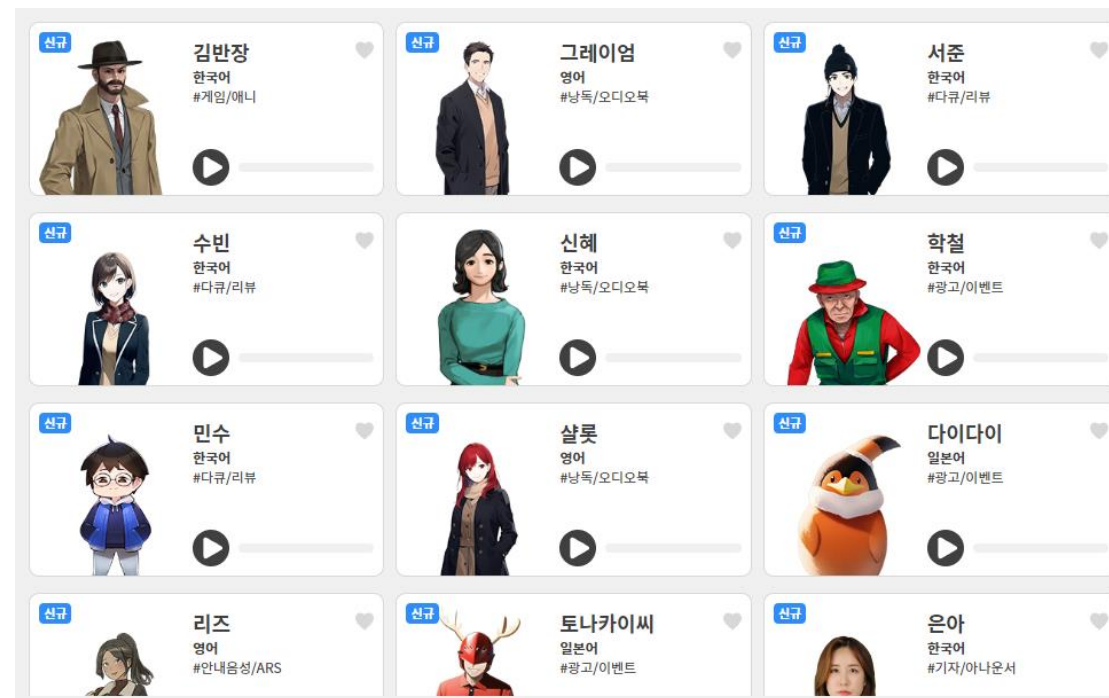 신규
김반장
한국어
#게임/애니
신규
그레이엄
영어
#낭독/오디오북
신규
서준
한국어
#다큐/리뷰
신규
수빈
한국어
#다큐/리뷰
신혜
한국어
#낭독/오디오북
신규
학철
한국어
#광고/이벤트
신규
민수
한국어
#다큐/리뷰
신규
샬롯
영어
#낭독/오디오북
신규
다이다이
일본어
#광고/이벤트
신규
리즈
영어
#안내음성/ARS
신규
토나카이씨
일본어
#광고/이벤트
신규
은아
한국어
#기자/아나운서